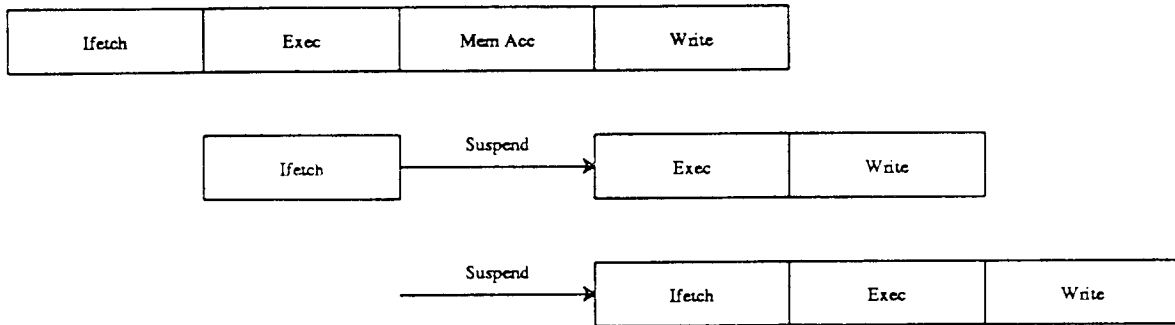 Ifetch Exec Mem Acc Write
Suspend
Ifetch Exec Write
Suspend
Ifetch Exec Write